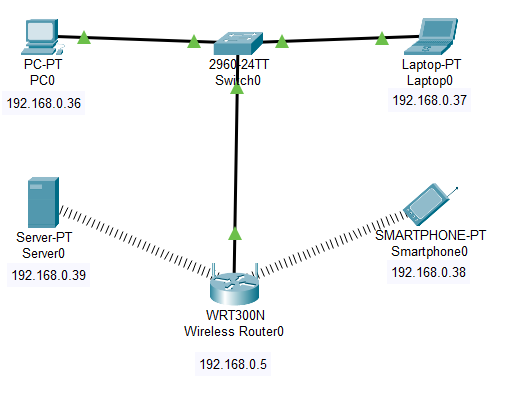 PC-PT
PC0
192.168.0.36
2960-24TT
Switch0
Laptop-PT
Laptop0
192.168.0.37
Server-PT
Server0
192.168.0.39
SMARTPHONE-PT
Smartphone0
192.168.0.38
WRT300N
Wireless Router0
192.168.0.5